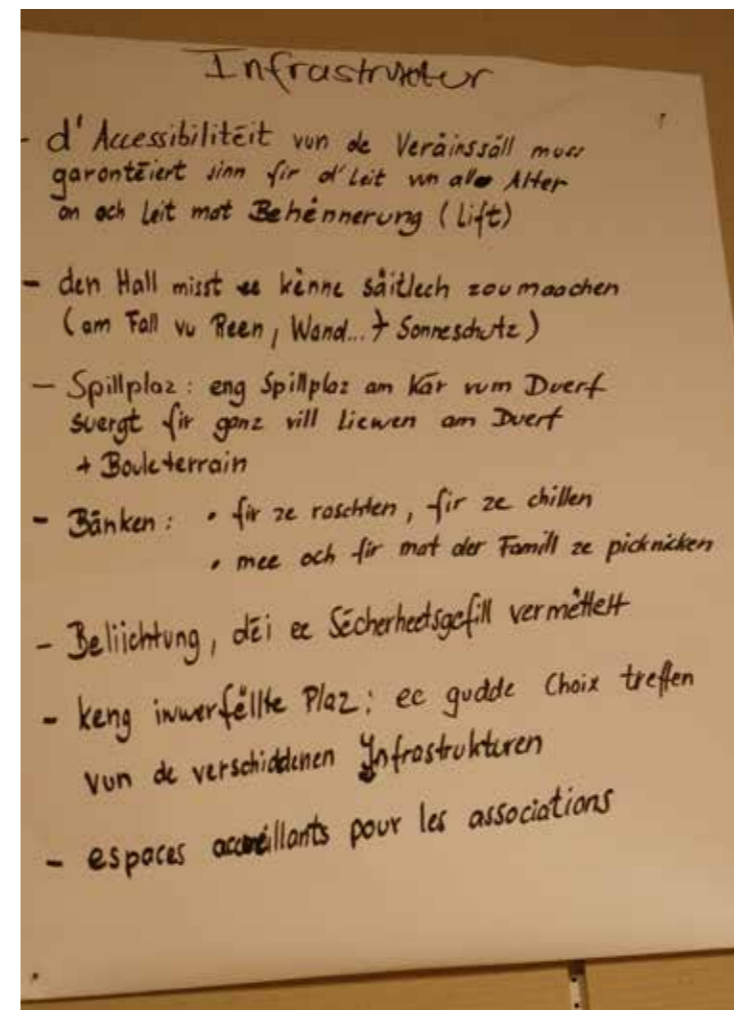 Infrastruktur
- d'Accessibilitéit vun de Veräinssäll muss
garantéiert sinn fir d'Leit vun alle Alter
an och Leit mat Behënnerung (Lift)
- den Hall misst ee kënne säitlech zoumaachen
(am Fall vu Reen, Wand... + Sonneschutz)
- Spillplaz: eng Spillplaz am Kär vum Duerf
suergt fir ganz vill Liewen am Duerf
+ Bouleterrain
- Bänken: • fir ze raschten, fir ze chillen
• mee och fir mat der Famill ze picknicken
- Beliichtung, déi ee Sécherheetsgefill vermëttelt
- keng iwwerfëllte Plaz: ee gudde Choix treffen
vun de verschiddenen Infrastrukturen
- espaces accueillants pour les associations